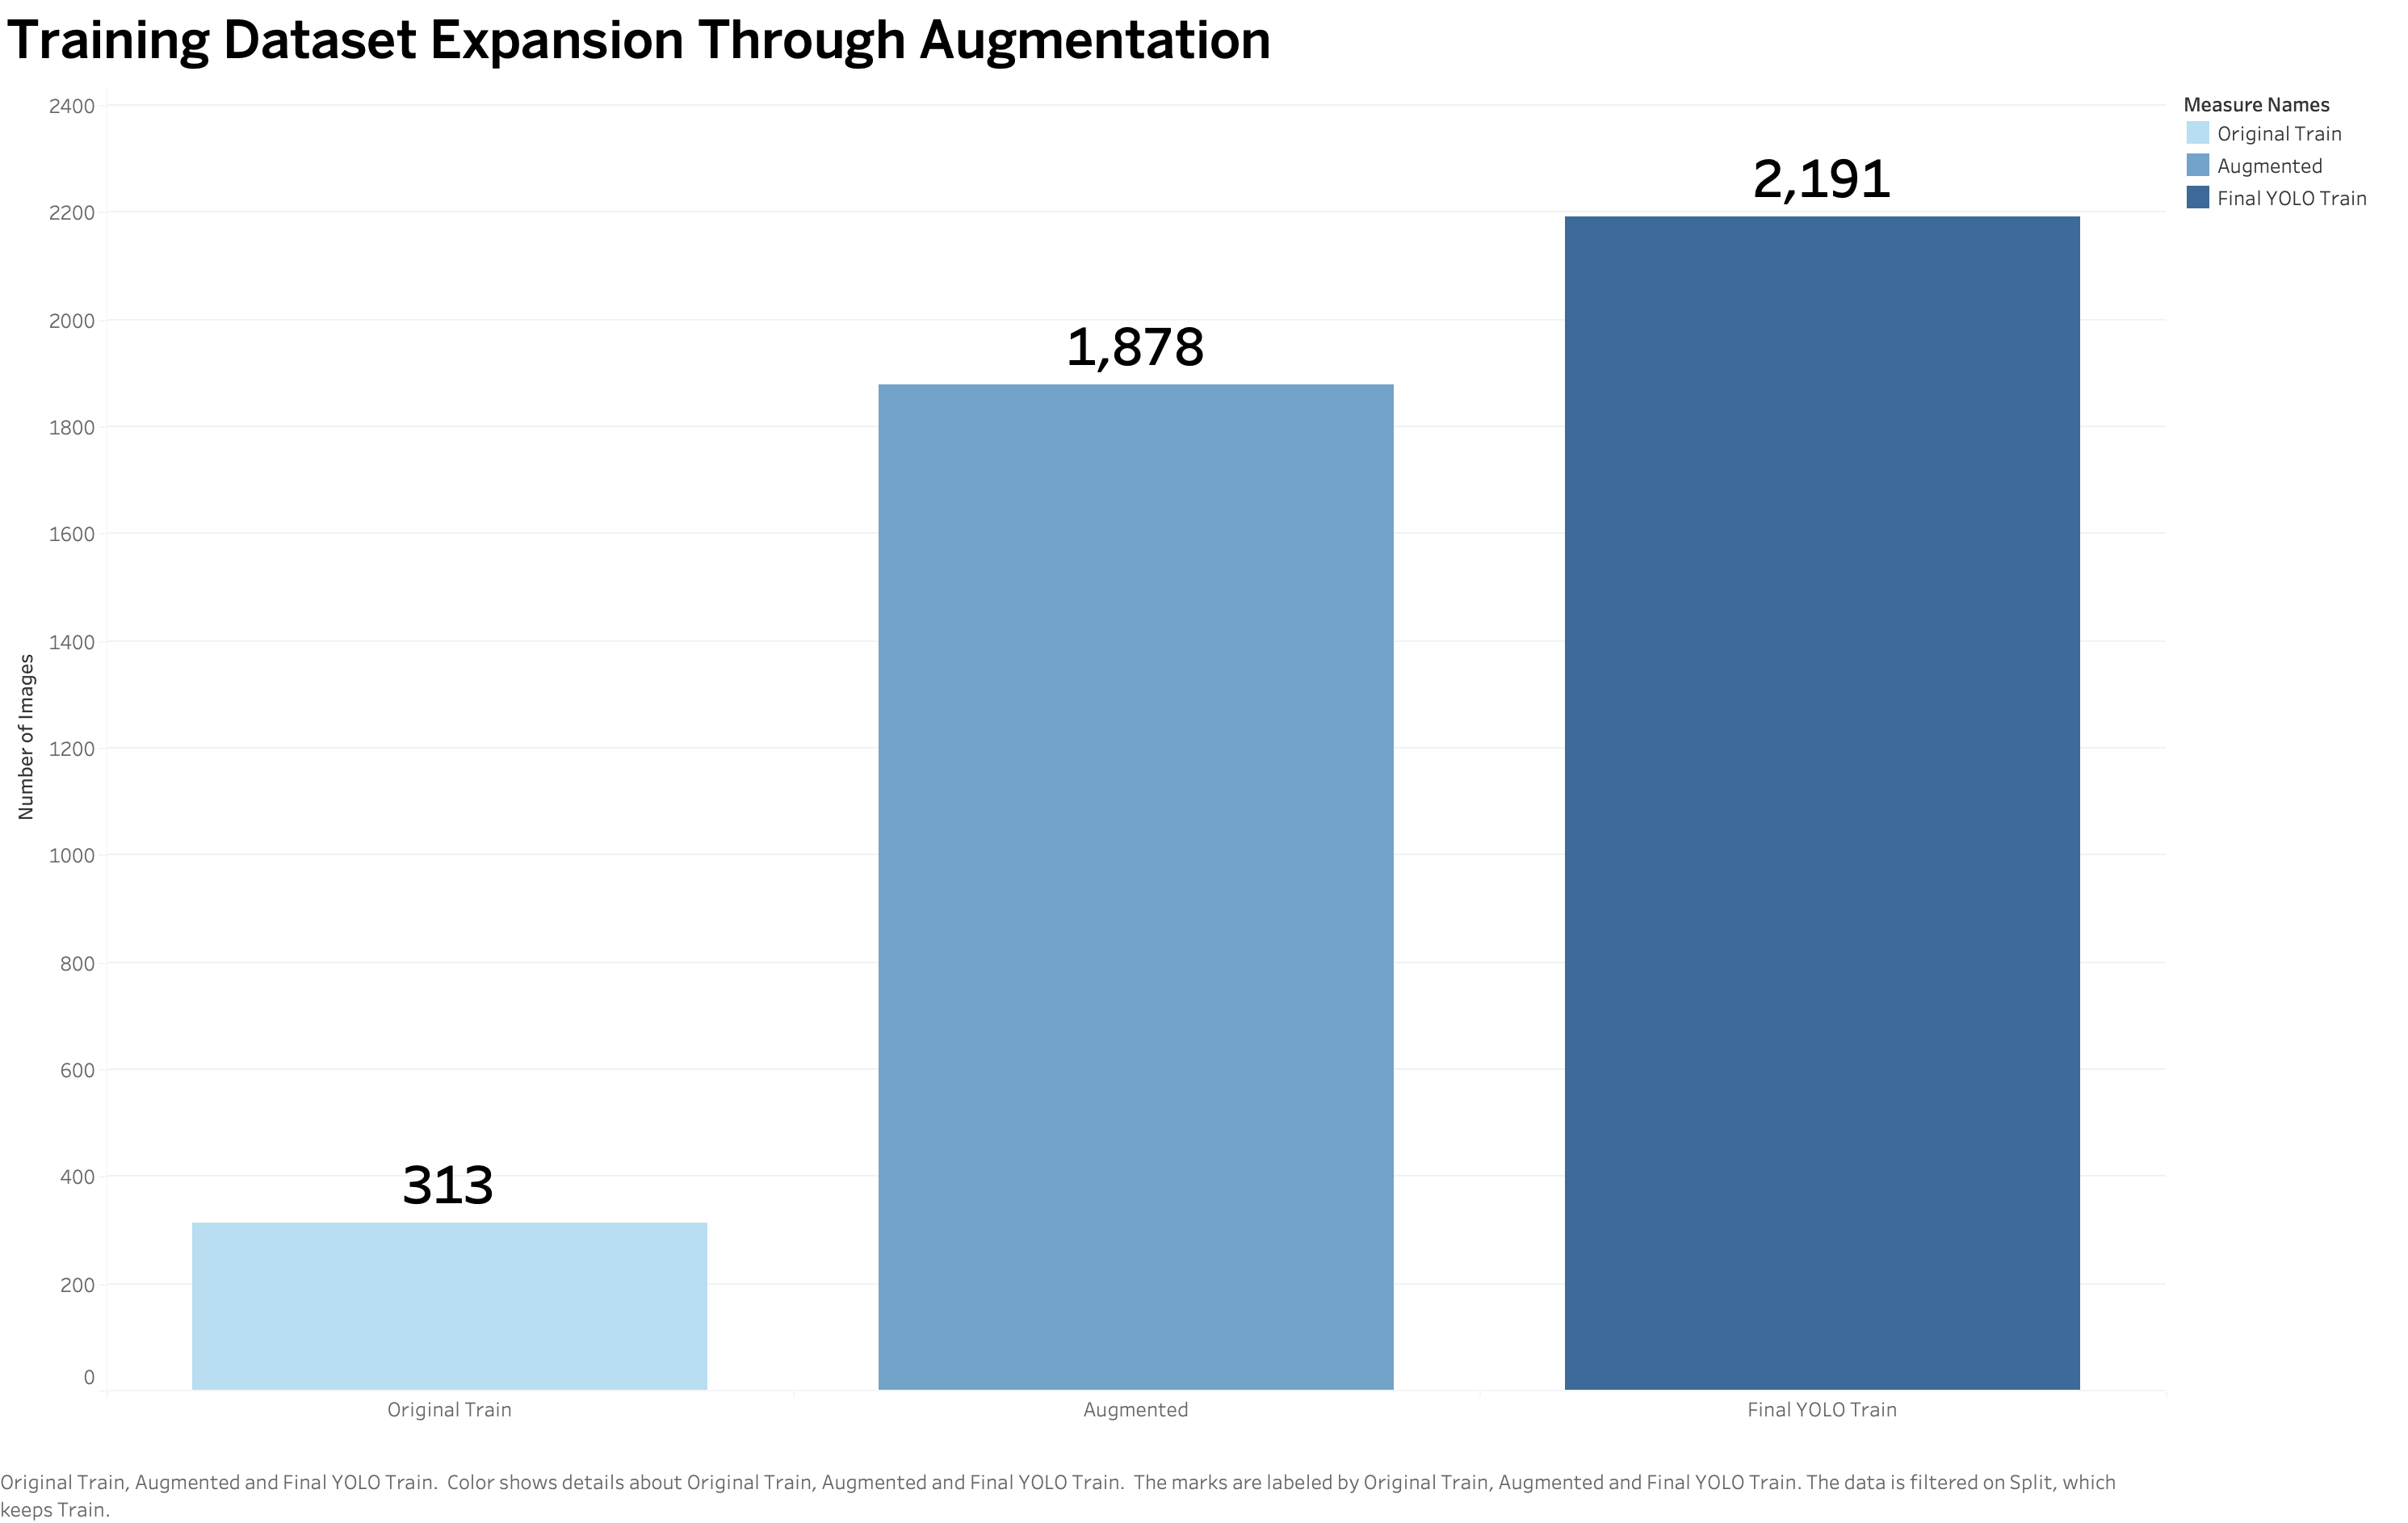 Training Dataset Expansion Through Augmentation
Measure Names
Original Train
Augmented
Final YOLO Train
Number of Images
2400
2200
2000
1800
1600
1400
1200
1000
800
600
400
200
0
313
1,878
2,191
Original Train
Augmented
Final YOLO Train
Original Train, Augmented and Final YOLO Train.  Color shows details about Original Train, Augmented and Final YOLO Train.  The marks are labeled by Original Train, Augmented and Final YOLO Train. The data is filtered on Split, which
keeps Train.